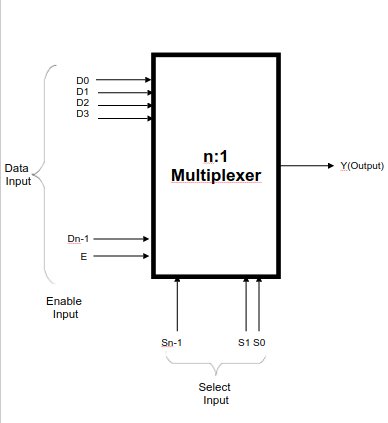 D0
D1
D2
D3
n:1
Multiplexer
Y(Output)
Data
Input
Dn-1
E
Enable
Input
Sn-1
S1 S0
Select
Input